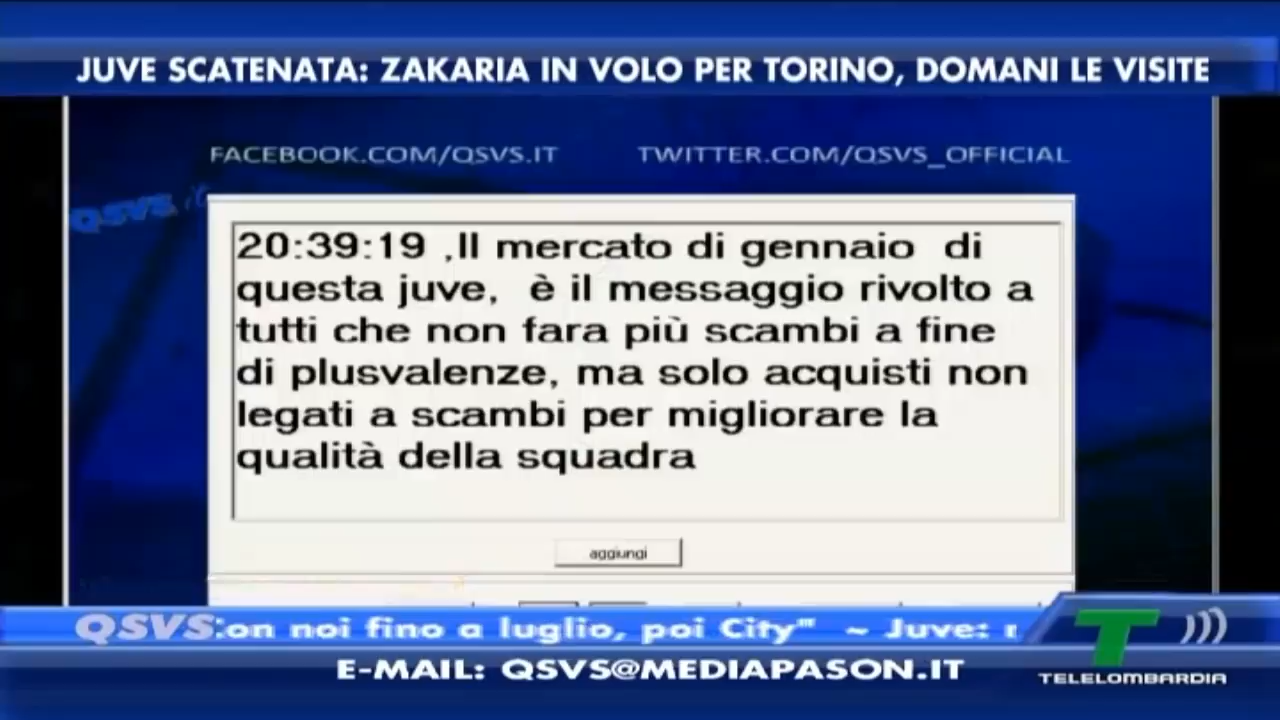 JUVE SCATENATA: ZAKARIA IN VOLO PER TORINO, DOMANI LE VISITE
FACEBOOK.COM/QSVS.IT
TWITTER.COM/QSVS_OFFICIAL
QSVS.it
20:39:19 ,Il mercato di gennaio  di
questa juve,  è il messaggio rivolto a
tutti che non fara più scambi a fine
di plusvalenze, ma solo acquisti non
legati a scambi per migliorare la
qualità della squadra
aggiungi
QSVS
on noi fino a luglio, poi City" ~ Juve:
E-MAIL: QSVS@MEDIAPASON.IT
T
TELELOMBARDIA